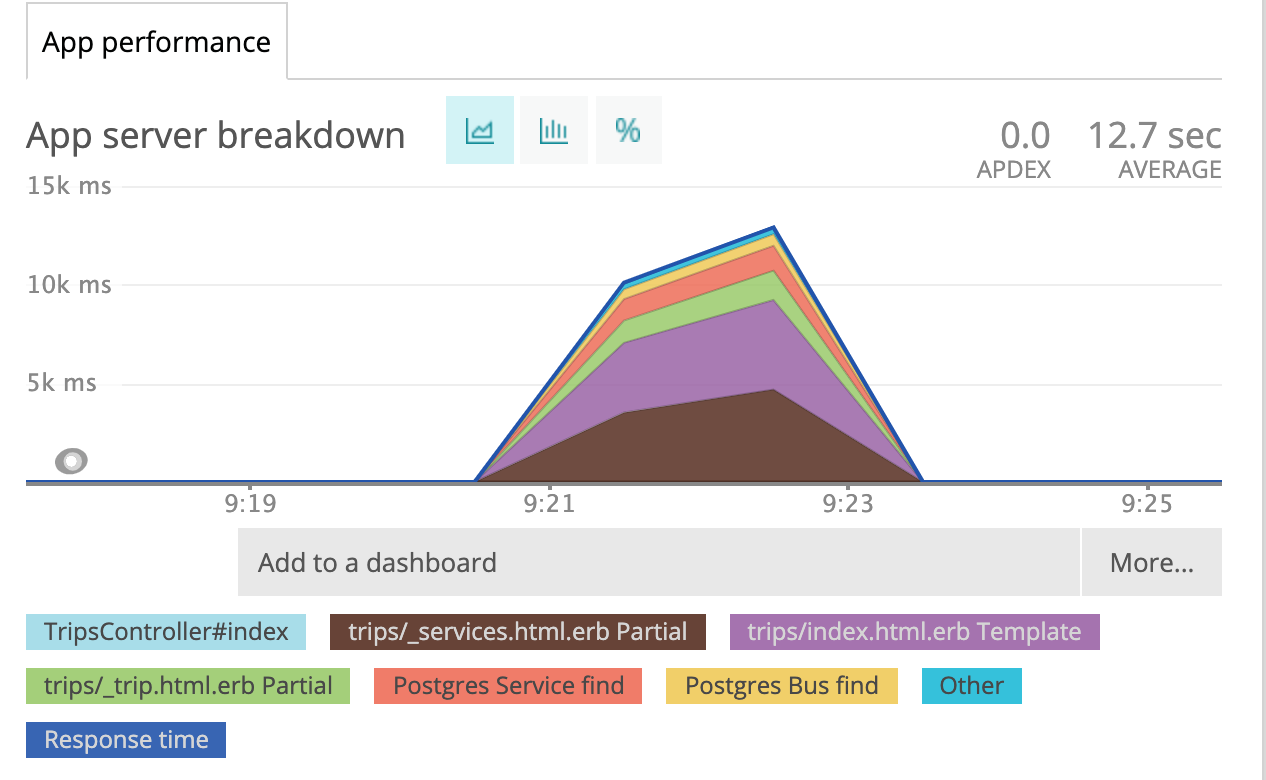 App performance
App server breakdown % 0.0 12.7 sec
APDEX AVERAGE
15k ms
10k ms
5k ms
9:19 9:21 9:23 9:25
Add to a dashboard More...
TripsController#index trips/_services.html.erb Partial trips/index.html.erb Template
trips/_trip.html.erb Partial Postgres Service find Postgres Bus find Other
Response time